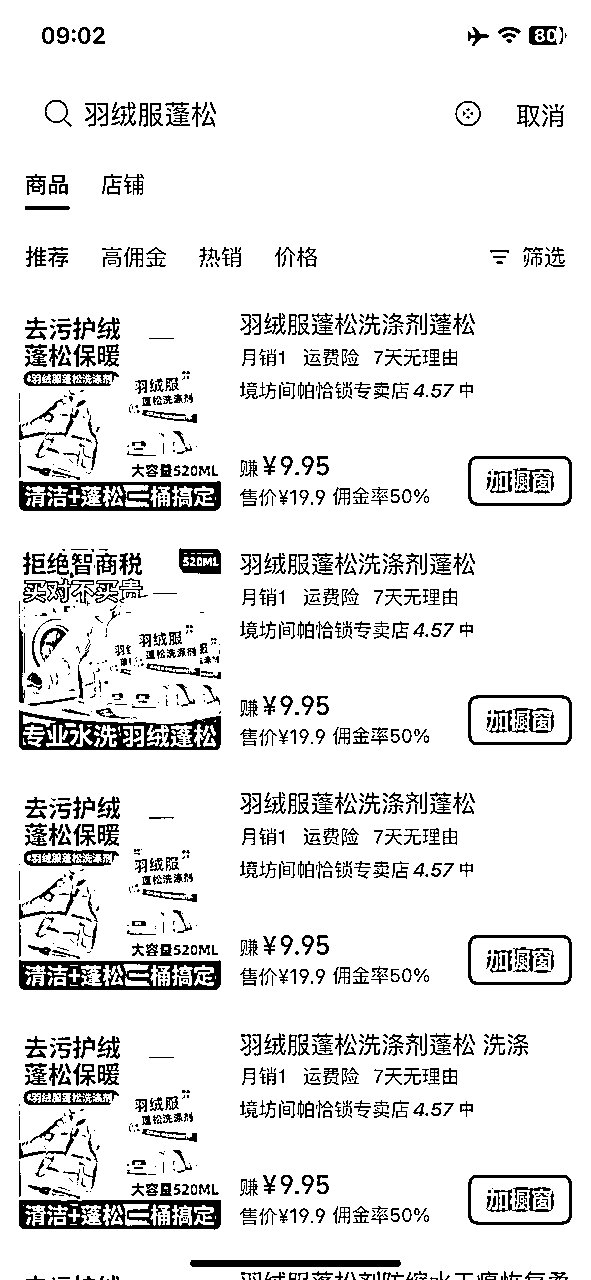 09:02
80
羽绒服蓬松
取消
商品 店铺
推荐 高佣金 热销 价格 筛选
去污护绒
蓬松保暖
羽绒服蓬松洗涤剂
羽绒服
蓬松洗涤剂
大容量520ML
清洁+蓬松二桶搞定
羽绒服蓬松洗涤剂蓬松
月销1 运费险 7天无理由
境坊间帕恰锁专卖店 4.57 中
赚¥9.95
售价¥19.9 佣金率50%
加橱窗
拒绝智商税
520ML
买对不买贵
羽绒服
蓬松洗涤剂
专业水洗 羽绒蓬松
羽绒服蓬松洗涤剂蓬松
月销1 运费险 7天无理由
境坊间帕恰锁专卖店 4.57 中
赚¥9.95
售价¥19.9 佣金率50%
加橱窗
去污护绒
蓬松保暖
羽绒服蓬松洗涤剂
羽绒服
蓬松洗涤剂
大容量520ML
清洁+蓬松二桶搞定
羽绒服蓬松洗涤剂蓬松
月销1 运费险 7天无理由
境坊间帕恰锁专卖店 4.57 中
赚¥9.95
售价¥19.9 佣金率50%
加橱窗
去污护绒
蓬松保暖
羽绒服蓬松洗涤剂
羽绒服
蓬松洗涤剂
大容量520ML
清洁+蓬松二桶搞定
羽绒服蓬松洗涤剂蓬松 洗涤
月销1 运费险 7天无理由
境坊间帕恰锁专卖店 4.57 中
赚¥9.95
售价¥19.9 佣金率50%
加橱窗